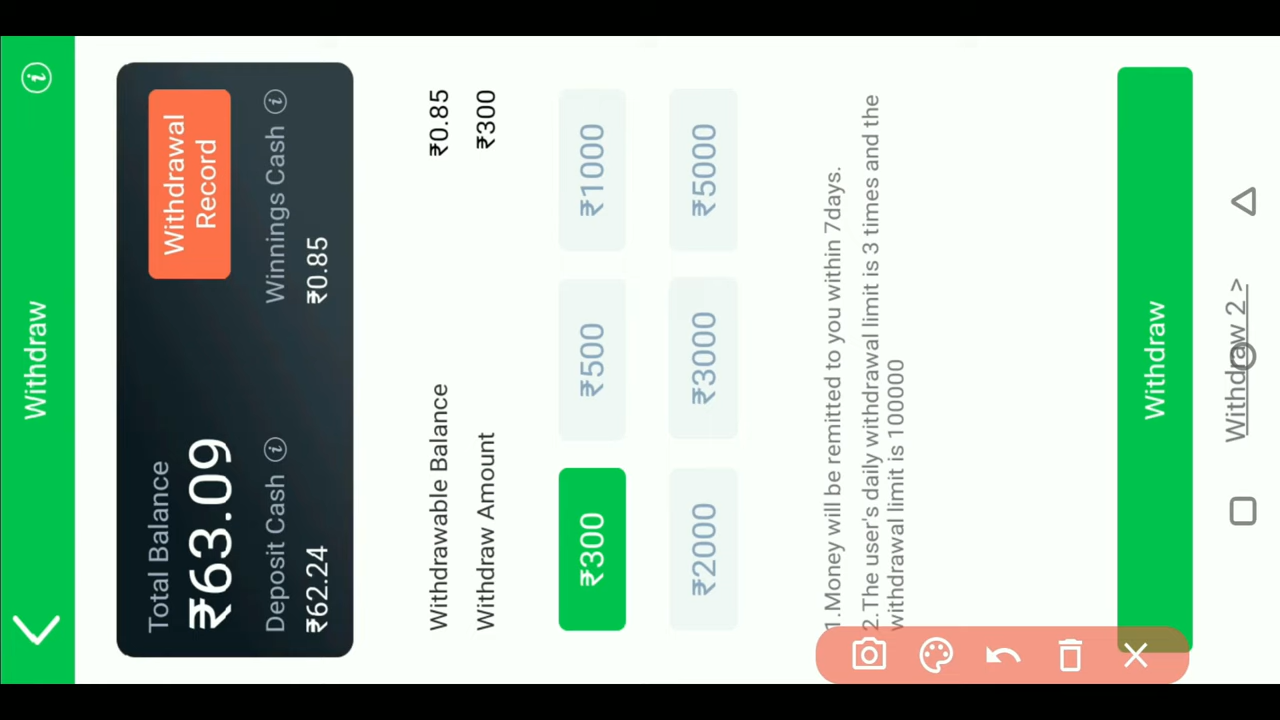 Withdraw
Total Balance
₹63.09
Withdrawal
Record
Deposit Cash
Winnings Cash
₹62.24
₹0.85
Withdrawable Balance
₹0.85
Withdraw Amount
₹300
₹300
₹500
₹1000
₹2000
₹3000
₹5000
1.Money will be remitted to you within 7days.
2.The user's daily withdrawal limit is 3 times and the
withdrawal limit is 100000
Withdraw
Withdraw 2 >